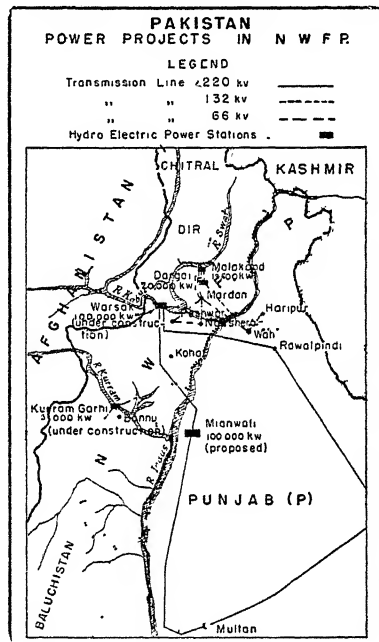 PAKISTAN
POWER PROJECTS IN N W F P.
LEGEND
Transmission Line 220 kv
" " 132 kv
" " 66 kv
Hydro Electric Power Stations
CHITRAL
KASHMIR
AFGHANISTAN
DIR
R Swat
P
F
Malakand
Dargai
20,000 kw
Mardan
R Kabul
Warsak
100,000 kw
(under construc-
tion)
Peshawar
Nowshera
Haripur
Wah
Rawalpindi
W
Kohat
R Kurram
Kurram Garhi
Bannu
(under construction)
Mianwali
100 000 kw
(proposed)
N
R Indus
PUNJAB (P)
BALUCHISTAN
Multan